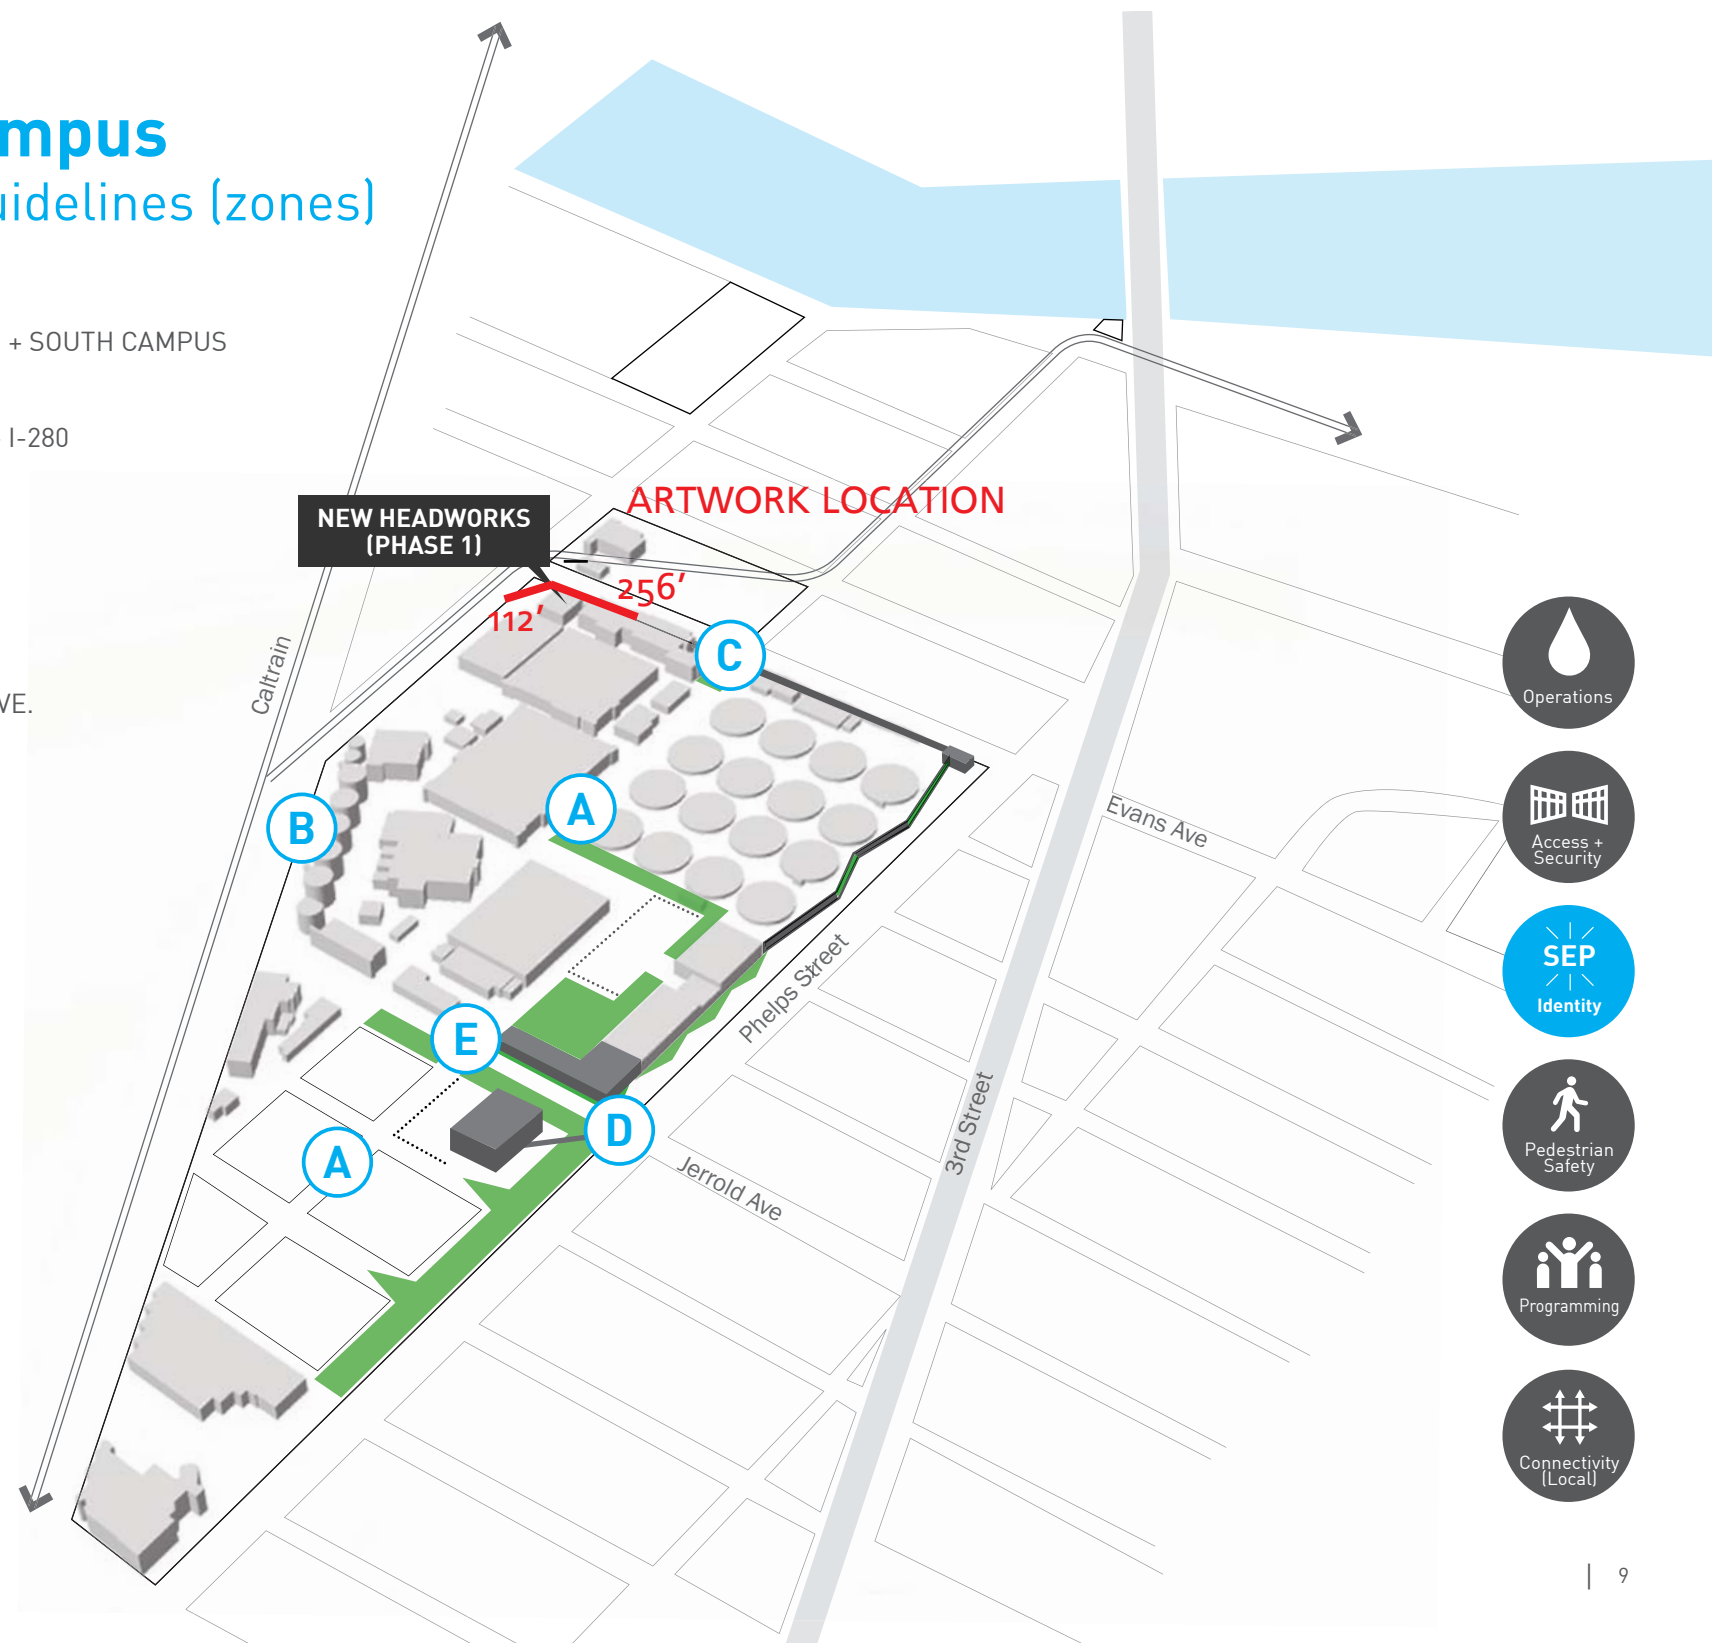 mpus
uidelines (zones)
+ SOUTH CAMPUS
I-280
VE.
NEW HEADWORKS
(PHASE 1)
ARTWORK LOCATION
256'
112'
Caltrain
C
A
B
E
D
A
Evans Ave
Phelps Street
3rd Street
Jerrold Ave
Operations
Access +
Security
SEP
Identity
Pedestrian
Safety
Programming
Connectivity
(Local)
| 9